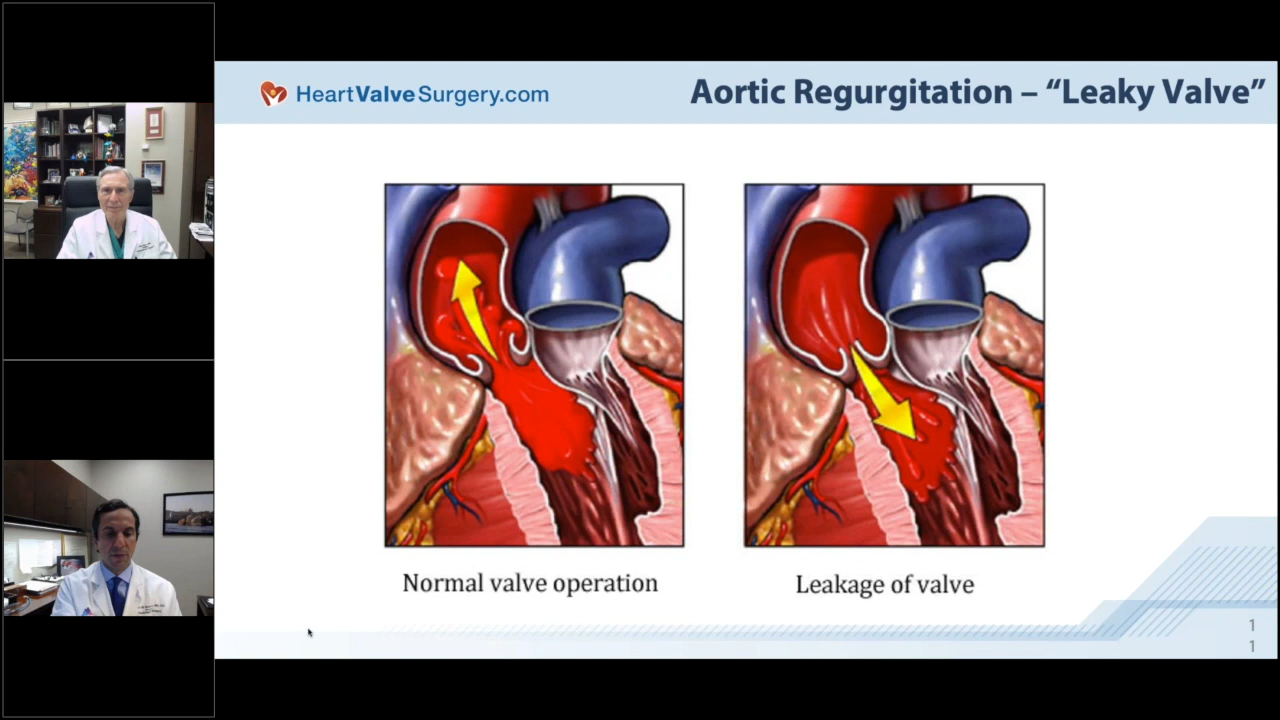 HeartValveSurgery.com
Aortic Regurgitation – “Leaky Valve”
Normal valve operation
Leakage of valve
1
1